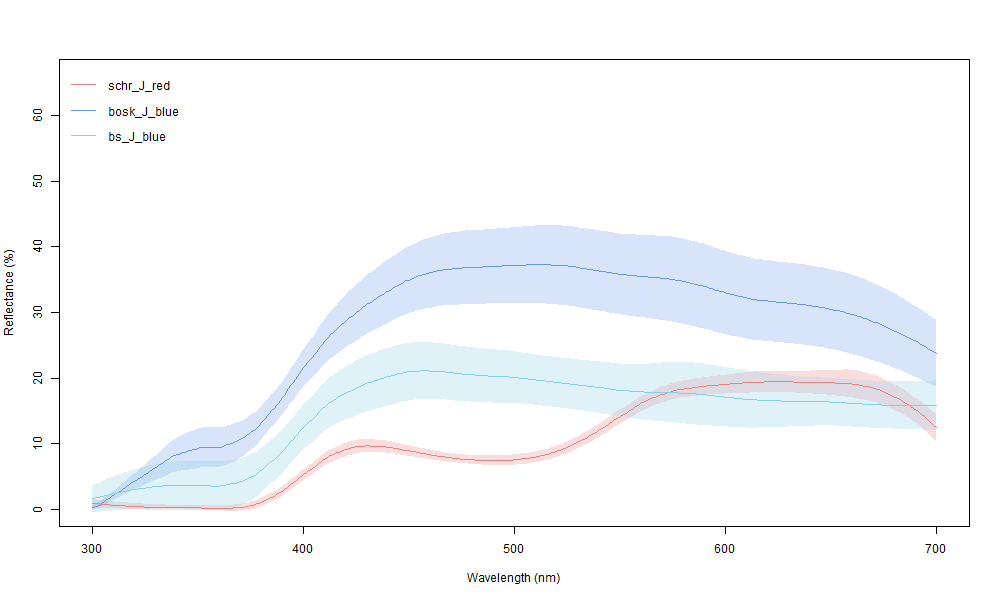 schr_J_red
bosk_J_blue
bs_J_blue
Reflectance (%)
60
50
40
30
20
10
0
300 400 500 600 700
Wavelength (nm)